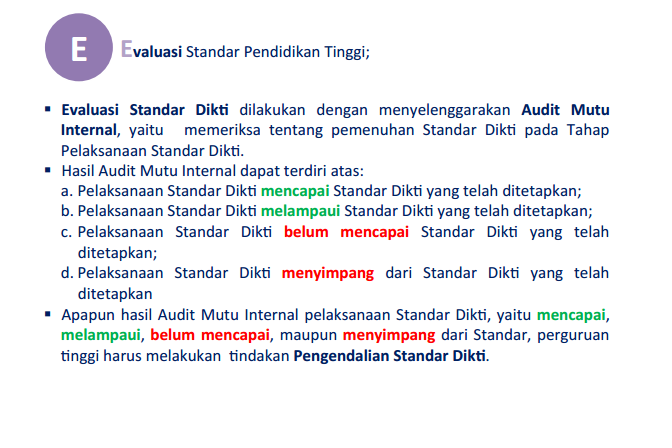 E
Evaluasi Standar Pendidikan Tinggi;
▪ Evaluasi Standar Dikti dilakukan dengan menyelenggarakan Audit Mutu
Internal, yaitu memeriksa tentang pemenuhan Standar Dikti pada Tahap
Pelaksanaan Standar Dikti.
▪ Hasil Audit Mutu Internal dapat terdiri atas:
a. Pelaksanaan Standar Dikti mencapai Standar Dikti yang telah ditetapkan;
b. Pelaksanaan Standar Dikti melampaui Standar Dikti yang telah ditetapkan;
c. Pelaksanaan Standar Dikti belum mencapai Standar Dikti yang telah
ditetapkan;
d. Pelaksanaan Standar Dikti menyimpang dari Standar Dikti yang telah
ditetapkan
▪ Apapun hasil Audit Mutu Internal pelaksanaan Standar Dikti, yaitu mencapai,
melampaui, belum mencapai, maupun menyimpang dari Standar, perguruan
tinggi harus melakukan tindakan Pengendalian Standar Dikti.